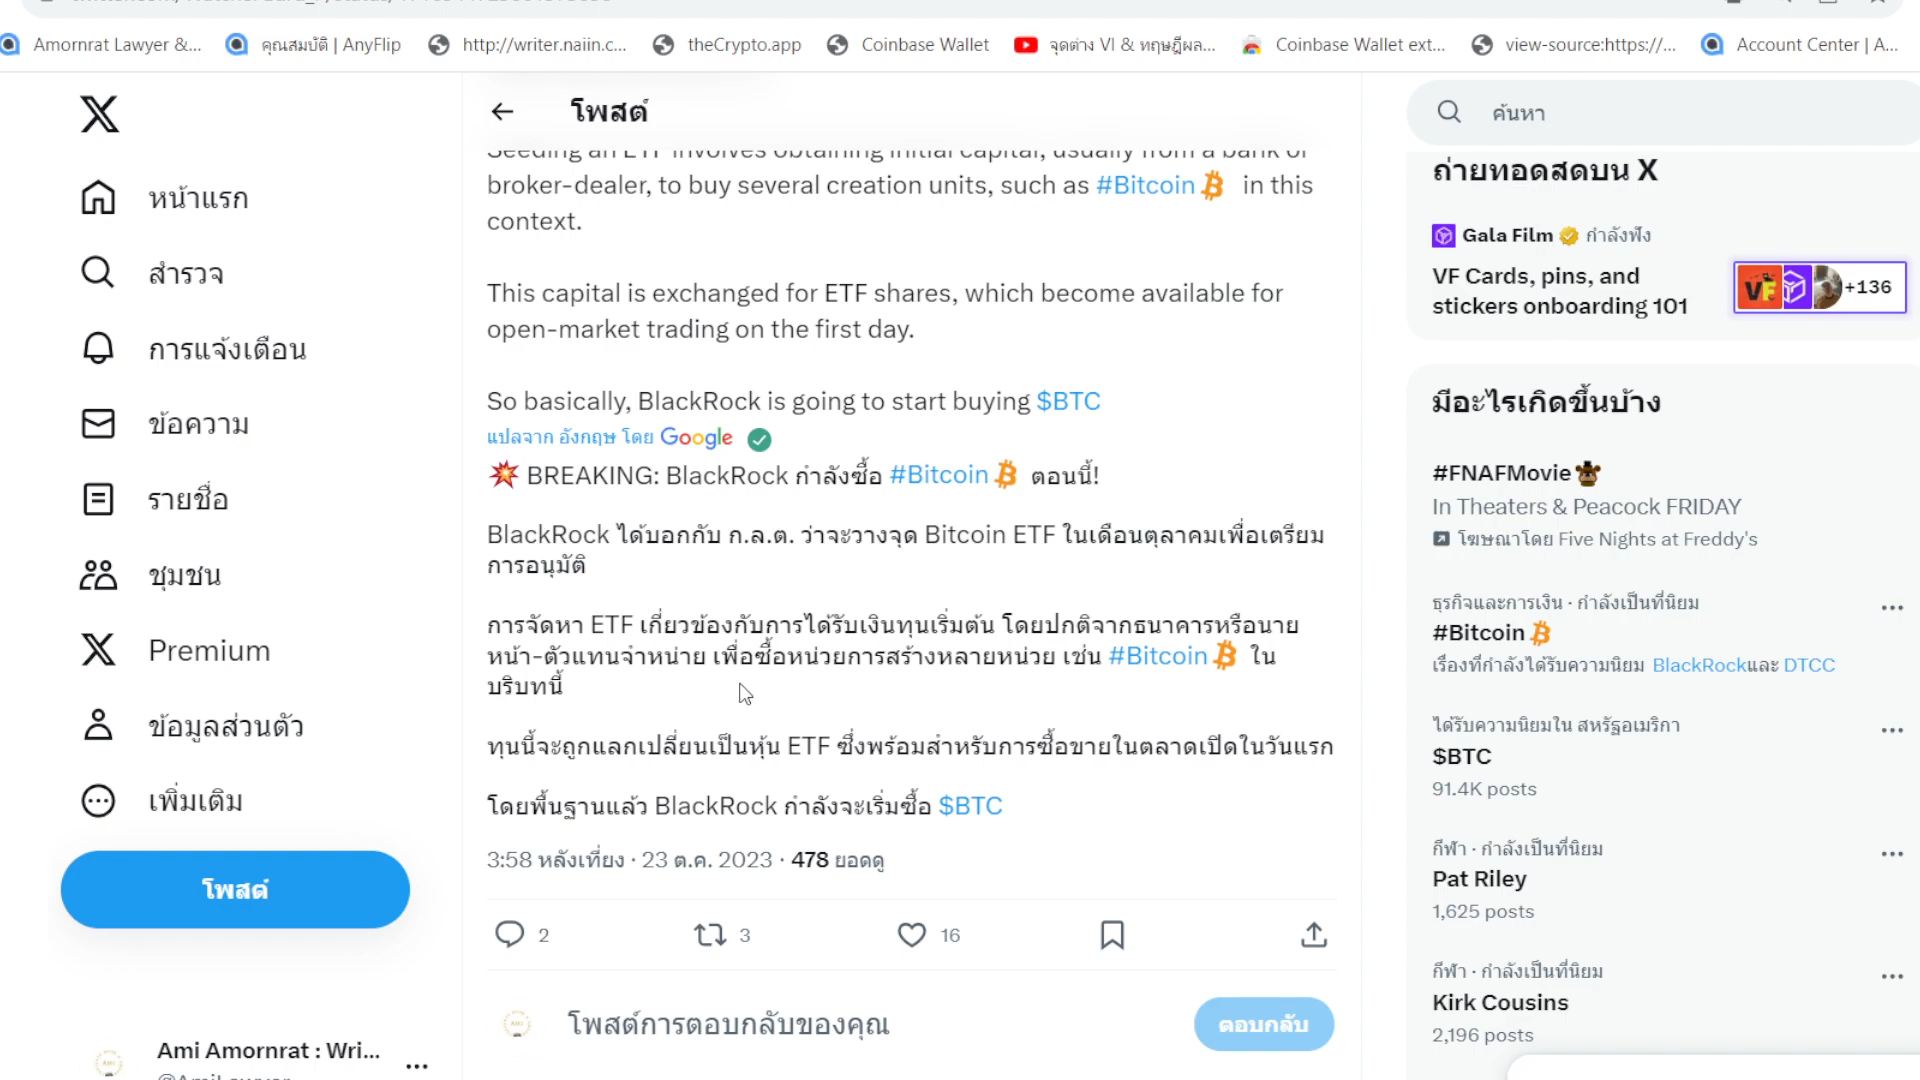 Amornrat Lawyer &...
คุณสมบัติ | AnyFlip
http://writer.naiin.c...
theCrypto.app
Coinbase Wallet
จุดต่าง VI & ทฤษฎีผล...
Coinbase Wallet ext...
view-source:https://...
Account Center | A...
หน้าแรก
สำรวจ
การแจ้งเตือน
ข้อความ
รายชื่อ
ชุมชน
Premium
ข้อมูลส่วนตัว
เพิ่มเติม
โพสต์
Ami Amornrat : Wri...
โพสต์
Seeding an ETF involves obtaining initial capital, usually from a bank or
broker-dealer, to buy several creation units, such as #Bitcoin in this
context.
This capital is exchanged for ETF shares, which become available for
open-market trading on the first day.
So basically, BlackRock is going to start buying $BTC
แปลจาก อังกฤษ โดย Google
BREAKING: BlackRock กำลังซื้อ #Bitcoin ตอนนี้!
BlackRock ได้บอกกับ ก.ล.ต. ว่าจะวางจุด Bitcoin ETF ในเดือนตุลาคมเพื่อเตรียม
การอนุมัติ
การจัดหา ETF เกี่ยวข้องกับการได้รับเงินทุนเริ่มต้น โดยปกติจากธนาคารหรือนาย
หน้า-ตัวแทนจำหน่าย เพื่อซื้อหน่วยการสร้างหลายหน่วย เช่น #Bitcoin ใน
บริบทนี้
ทุนนี้จะถูกแลกเปลี่ยนเป็นหุ้น ETF ซึ่งพร้อมสำหรับการซื้อขายในตลาดเปิดในวันแรก
โดยพื้นฐานแล้ว BlackRock กำลังจะเริ่มซื้อ $BTC
3:58 หลังเที่ยง · 23 ต.ค. 2023 · 478 ยอดดู
2 3 16
โพสต์การตอบกลับของคุณ
ตอบกลับ
ค้นหา
ถ่ายทอดสดบน X
Gala Film กำลังฟัง
VF Cards, pins, and
stickers onboarding 101
VF +136
มีอะไรเกิดขึ้นบ้าง
#FNAFMovie
In Theaters & Peacock FRIDAY
โฆษณาโดย Five Nights at Freddy's
ธุรกิจและการเงิน · กำลังเป็นที่นิยม
#Bitcoin
เรื่องที่กำลังได้รับความนิยม BlackRockและ DTCC
ได้รับความนิยมใน สหรัฐอเมริกา
$BTC
91.4K posts
กีฬา · กำลังเป็นที่นิยม
Pat Riley
1,625 posts
กีฬา · กำลังเป็นที่นิยม
Kirk Cousins
2,196 posts